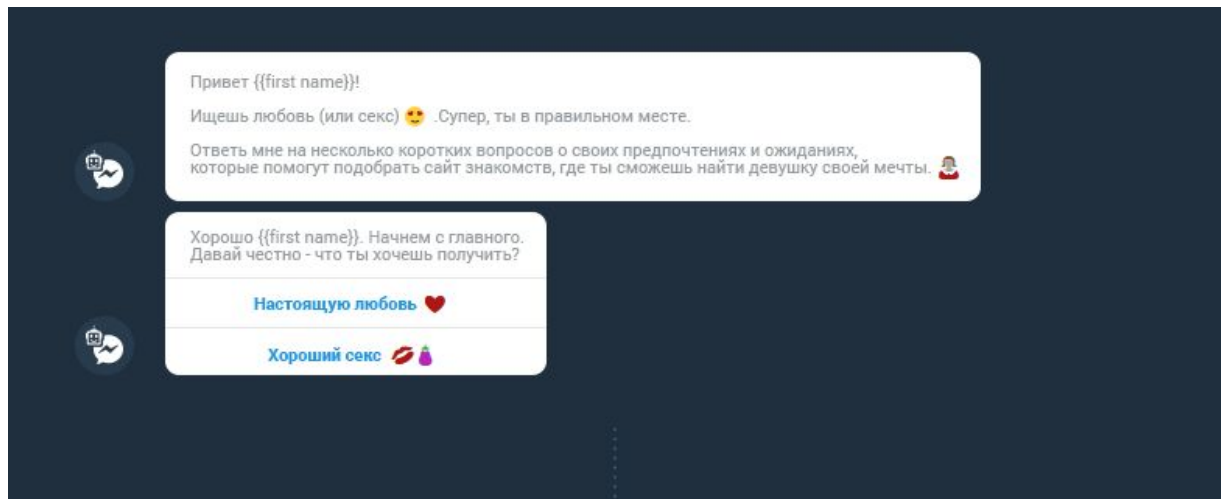 Привет {{first name}}!
Ищешь любовь (или секс) 😍 .Супер, ты в правильном месте.
Ответь мне на несколько коротких вопросов о своих предпочтениях и ожиданиях,
которые помогут подобрать сайт знакомств, где ты сможешь найти девушку своей мечты. 🤶
Хорошо {{first name}}. Начнем с главного.
Давай честно - что ты хочешь получить?
Настоящую любовь ❤️
Хороший секс 💋🍆